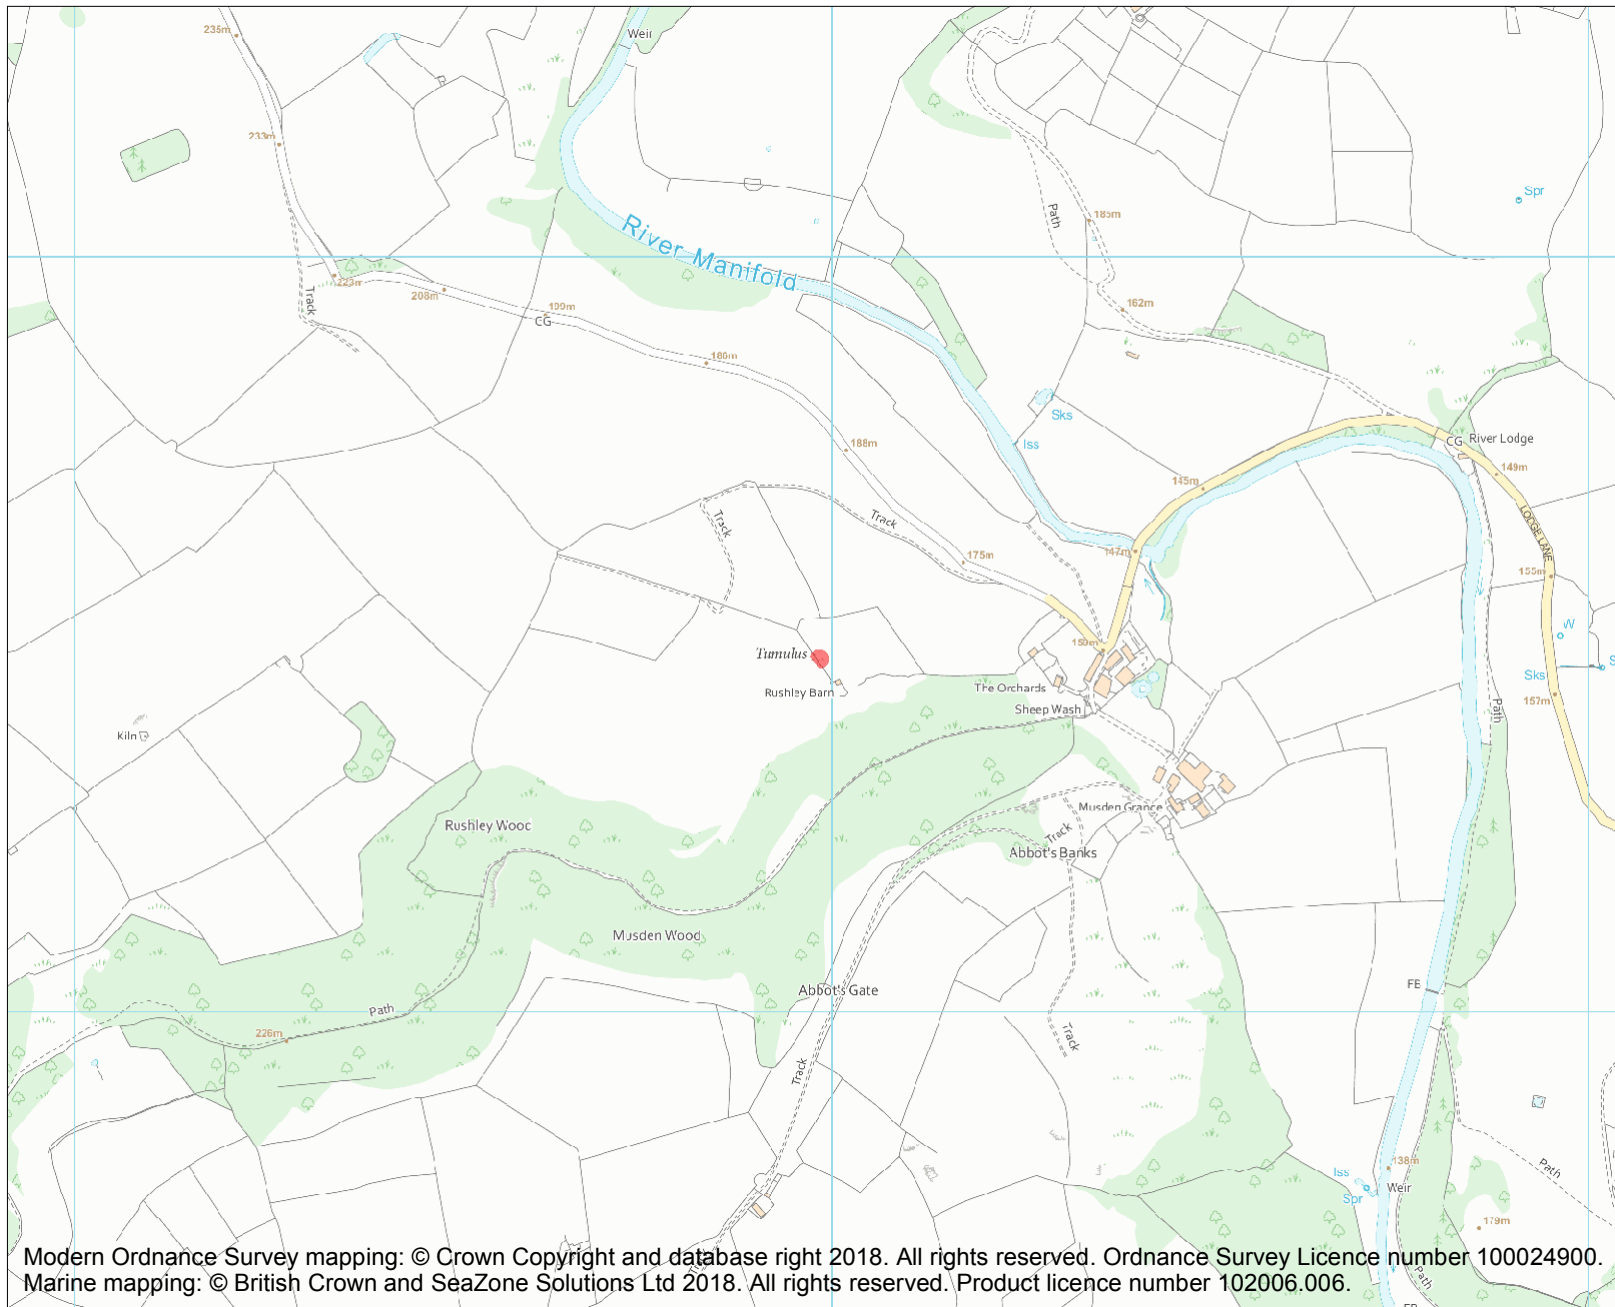 235m
Weir
233m
Spr
185m
Path
River Manifold
223m
Track
208m
199m
CG
162m
180m
Sks
188m
Iss
CG River Lodge
149m
145m
Track
Track
LODGE LANE
147m
175m
155m
W
150m
Tumulus
Rushley Barn
The Orchards
Sks
Sheep Wash
157m
Path
Kiln
Musden Grange
Rushley Wood
Track
Abbot's Banks
Musden Wood
Abbot's Gate
FB
Path
226m
Track
Track
138m
Path
Iss
Weir
Spr
179m
Track
Path
FB
Modern Ordnance Survey mapping: © Crown Copyright and database right 2018. All rights reserved. Ordnance Survey Licence number 100024900.
Marine mapping: © British Crown and SeaZone Solutions Ltd 2018. All rights reserved. Product licence number 102006.006.